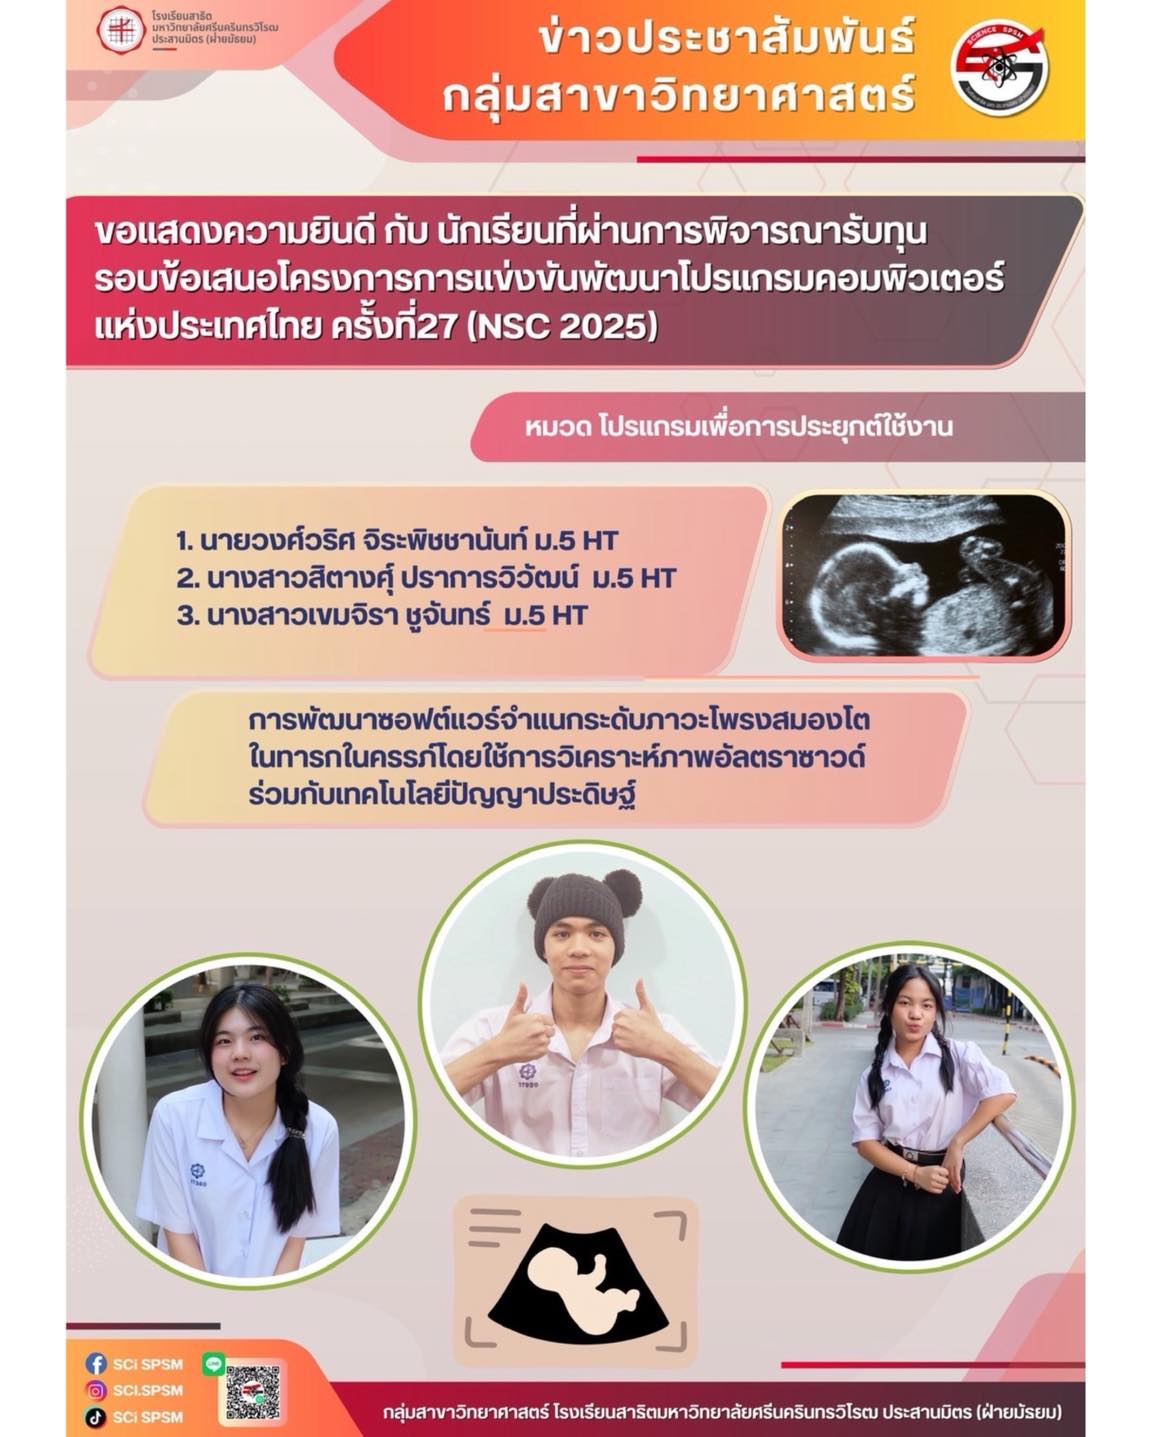 โรงเรียนสาธิต
มหาวิทยาลัยศรีนครินทรวิโรฒ
ประสานมิตร (ฝ่ายมัธยม)
ข่าวประชาสัมพันธ์
กลุ่มสาขาวิทยาศาสตร์
SCIENCE SPSM
ขอแสดงความยินดี กับ นักเรียนที่ผ่านการพิจารณารับทุน
รอบข้อเสนอโครงการการแข่งขันพัฒนาโปรแกรมคอมพิวเตอร์
แห่งประเทศไทย ครั้งที่27 (NSC 2025)
หมวด โปรแกรมเพื่อการประยุกต์ใช้งาน
1. นายวงศ์วริศ จิระพิชชานันท์ ม.5 HT
2. นางสาวสิตางศุ์ ปราการวิวัฒน์ ม.5 HT
3. นางสาวเขมจิรา ชูจันทร์ ม.5 HT
การพัฒนาซอฟต์แวร์จำแนกระดับภาวะโพรงสมองโต
ในทารกในครรภ์โดยใช้การวิเคราะห์ภาพอัลตราซาวด์
ร่วมกับเทคโนโลยีปัญญาประดิษฐ์
SCi SPSM
LINE
SCI.SPSM
SCi SPSM
กลุ่มสาขาวิทยาศาสตร์ โรงเรียนสาธิตมหาวิทยาลัยศรีนครินทรวิโรฒ ประสานมิตร (ฝ่ายมัธยม)